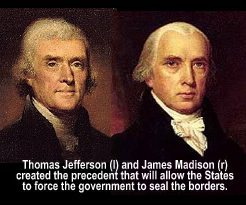 Thomas Jefferson (l) and James Madison (r)
created the precedent that will allow the States
to force the government to seal the borders.